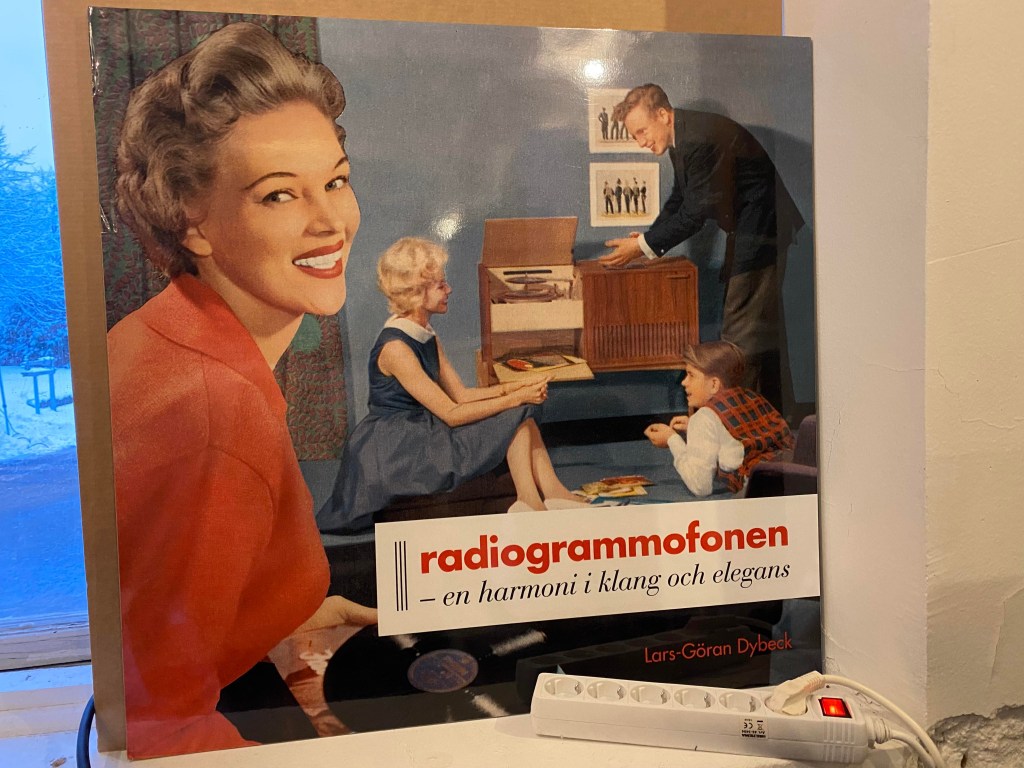 radiogrammofonen
– en harmoni i klang och elegans
Lars-Göran Dybeck